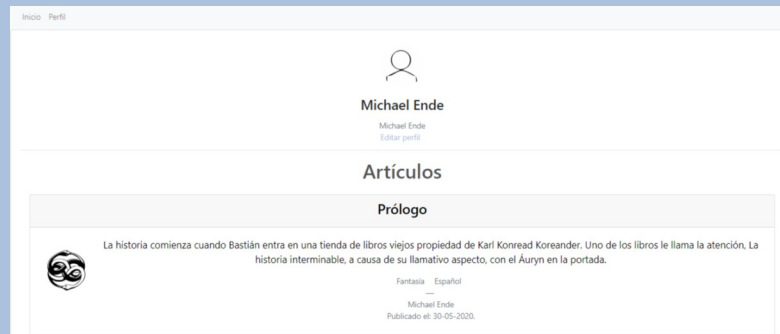 Inicio Perfil
Michael Ende
Michael Ende
Editar perfil
Artículos
Prólogo
La historia comienza cuando Bastián entra en una tienda de libros viejos propiedad de Karl Konread Koreander. Uno de los libros le llama la atención, La
historia interminable, a causa de su llamativo aspecto, con el Áuryn en la portada.
Fantasía Español
—
Michael Ende
Publicado el: 30-05-2020.